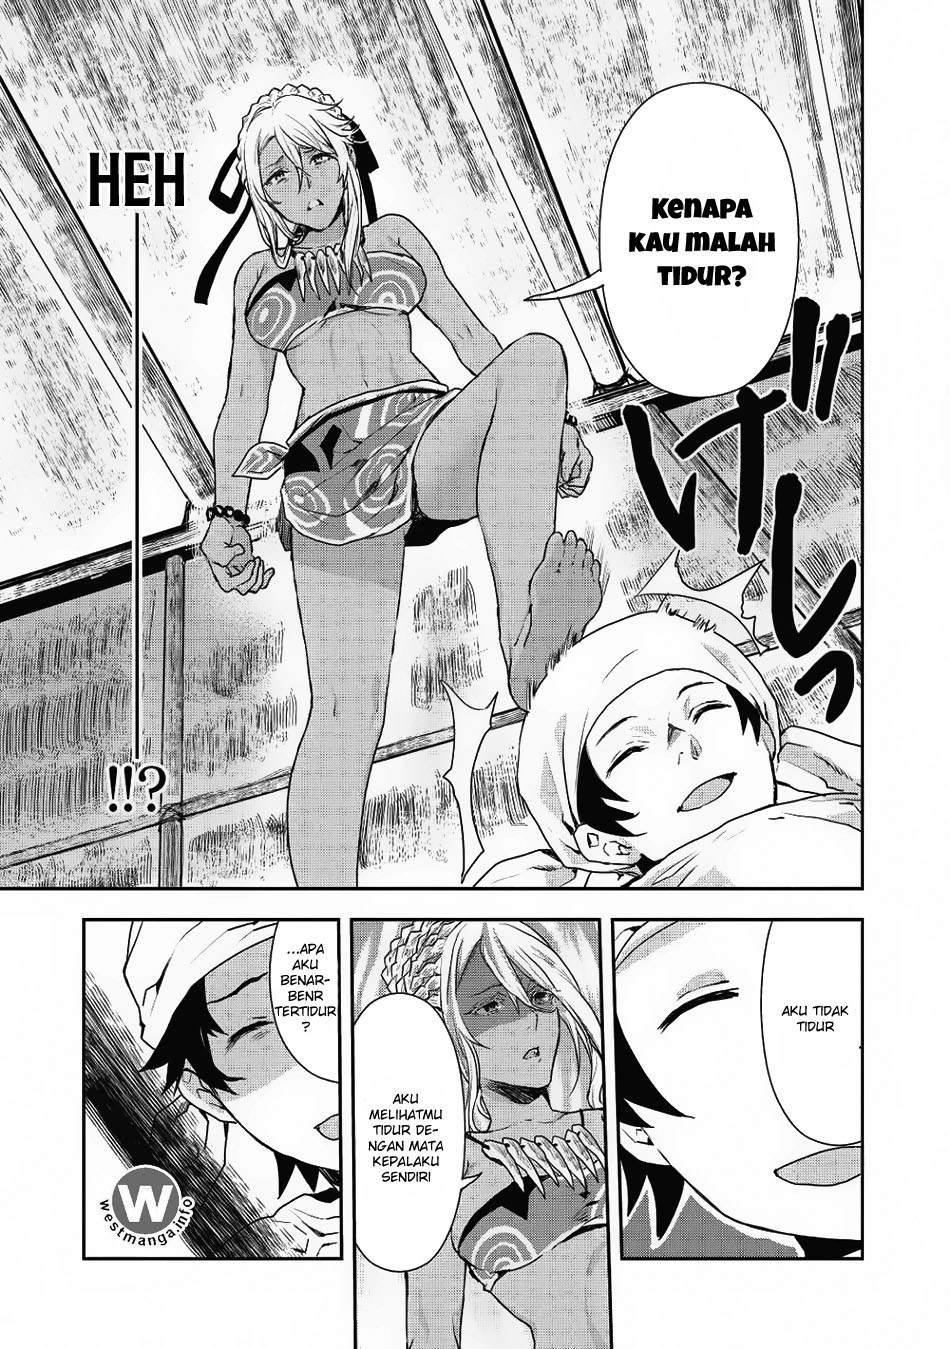 HEH
!!?
KENAPA
KAU MALAH
TIDUR?
げしっ
AKU TIDAK
TIDUR
AKU
MELIHATMU
TIDUR DE-
NGAN MATA
KEPALAKU
SENDIRI
...APA
AKU
BENAR-
BENR
TERTIDUR
?
W
westmanga.info